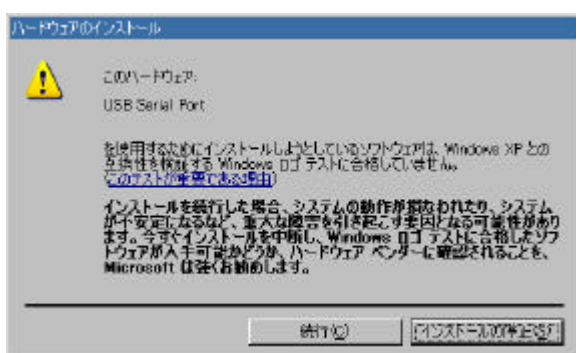 ハードウェアのインストール
このハードウェア:
USB Serial Port
を使用するためにインストールしようとしているソフトウェアは、Windows XP との
互換性を検証する Windows ロゴ テストに合格していません。
(このテストが重要である理由)
インストールを続行した場合、システムの動作が損なわれたり、システム
が不安定になるなど、重大な障害を引き起こす要因となる可能性があり
ます。今すぐインストールを中断し、Windows ロゴ テストに合格したソフ
トウェアが入手可能かどうか、ハードウェア ベンダーに確認されることを、
Microsoft は強くお勧めします。
続行(C)
インストールの停止(S)